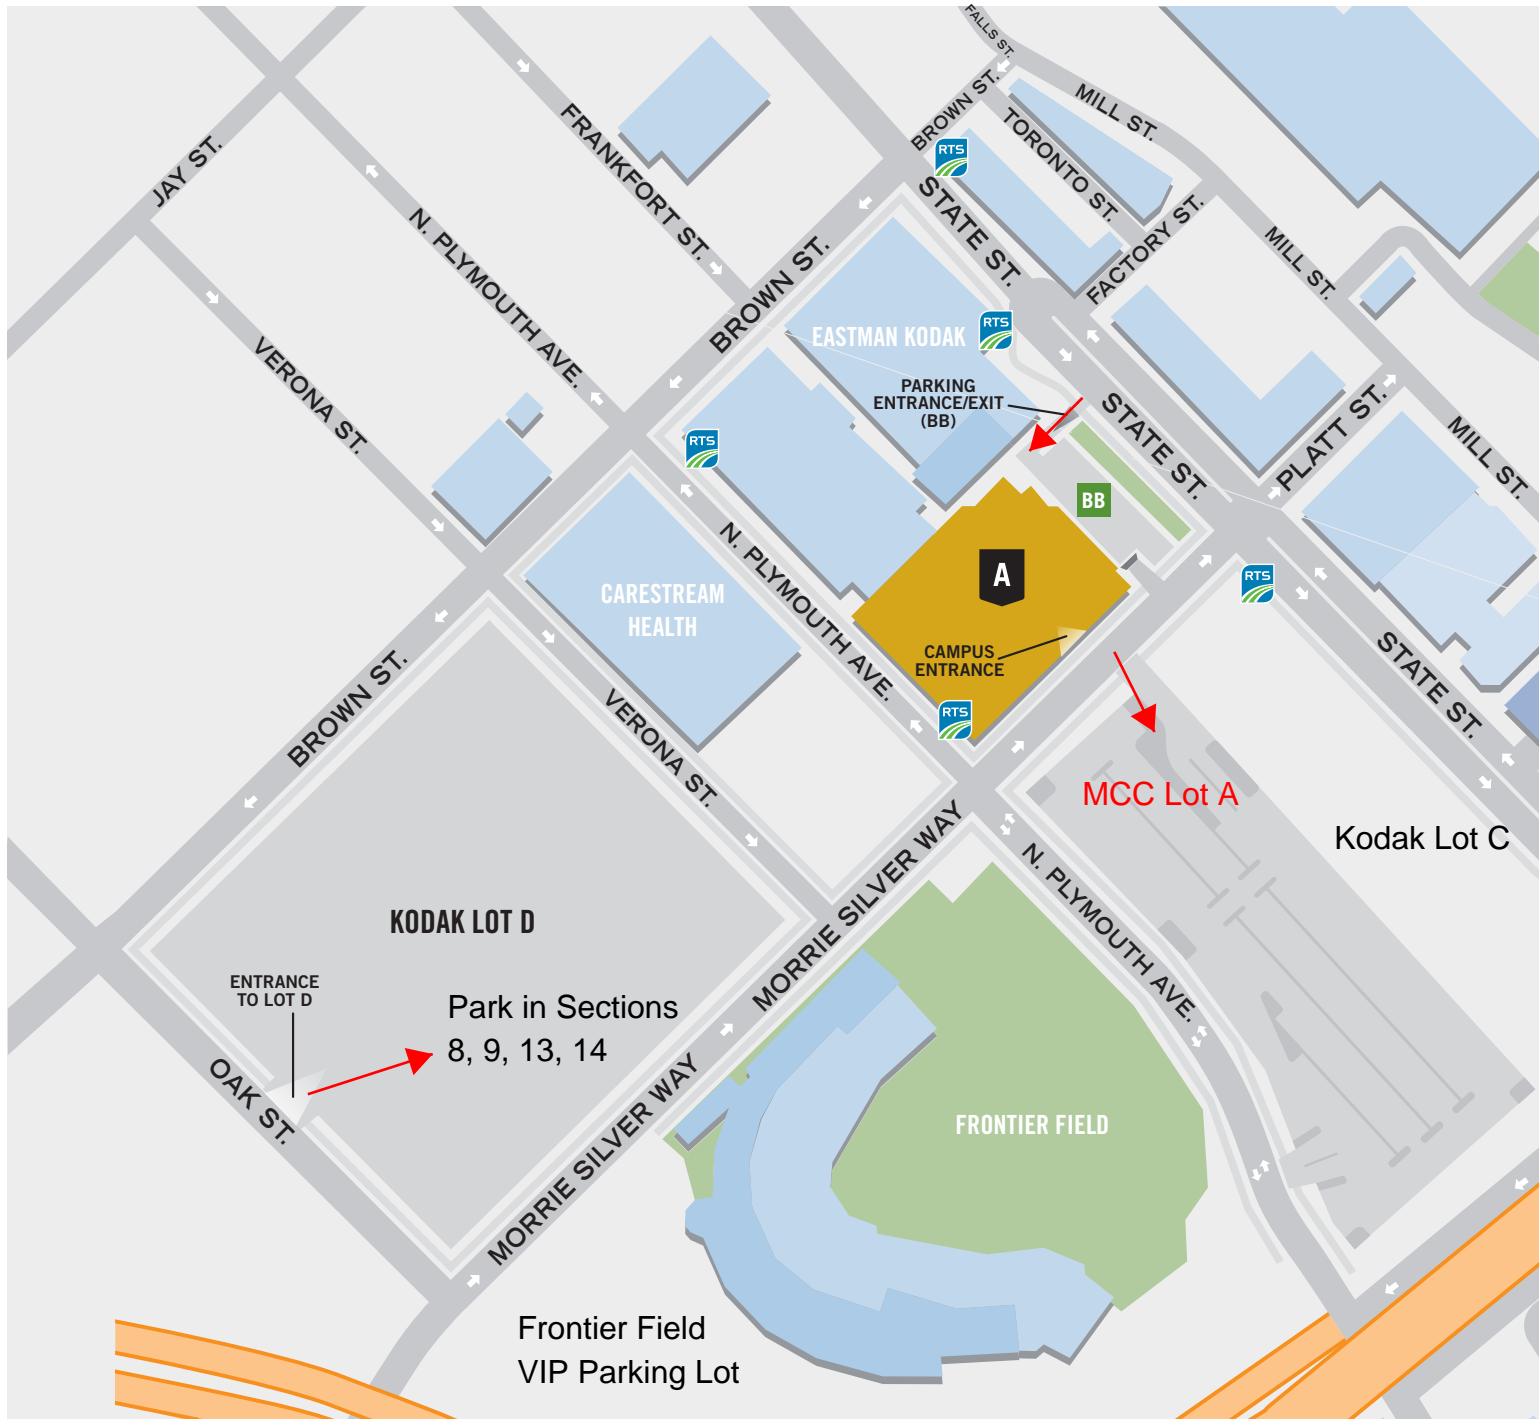 FALLS ST.
BROWN ST.
MILL ST.
TORONTO ST.
FRANKFORT ST.
JAY ST.
RTS
STATE ST.
FACTORY ST.
N. PLYMOUTH AVE.
BROWN ST.
MILL ST.
VERONA ST.
EASTMAN KODAK
RTS
PARKING
ENTRANCE/EXIT
(BB)
STATE ST.
PLATT ST.
MILL ST.
RTS
BB
N. PLYMOUTH AVE.
A
RTS
CARESTREAM
HEALTH
CAMPUS
ENTRANCE
STATE ST.
BROWN ST.
VERONA ST.
RTS
MCC Lot A
Kodak Lot C
MORRIE SILVER WAY
N. PLYMOUTH AVE.
KODAK LOT D
ENTRANCE
TO LOT D
Park in Sections
8, 9, 13, 14
OAK ST.
MORRIE SILVER WAY
FRONTIER FIELD
Frontier Field
VIP Parking Lot